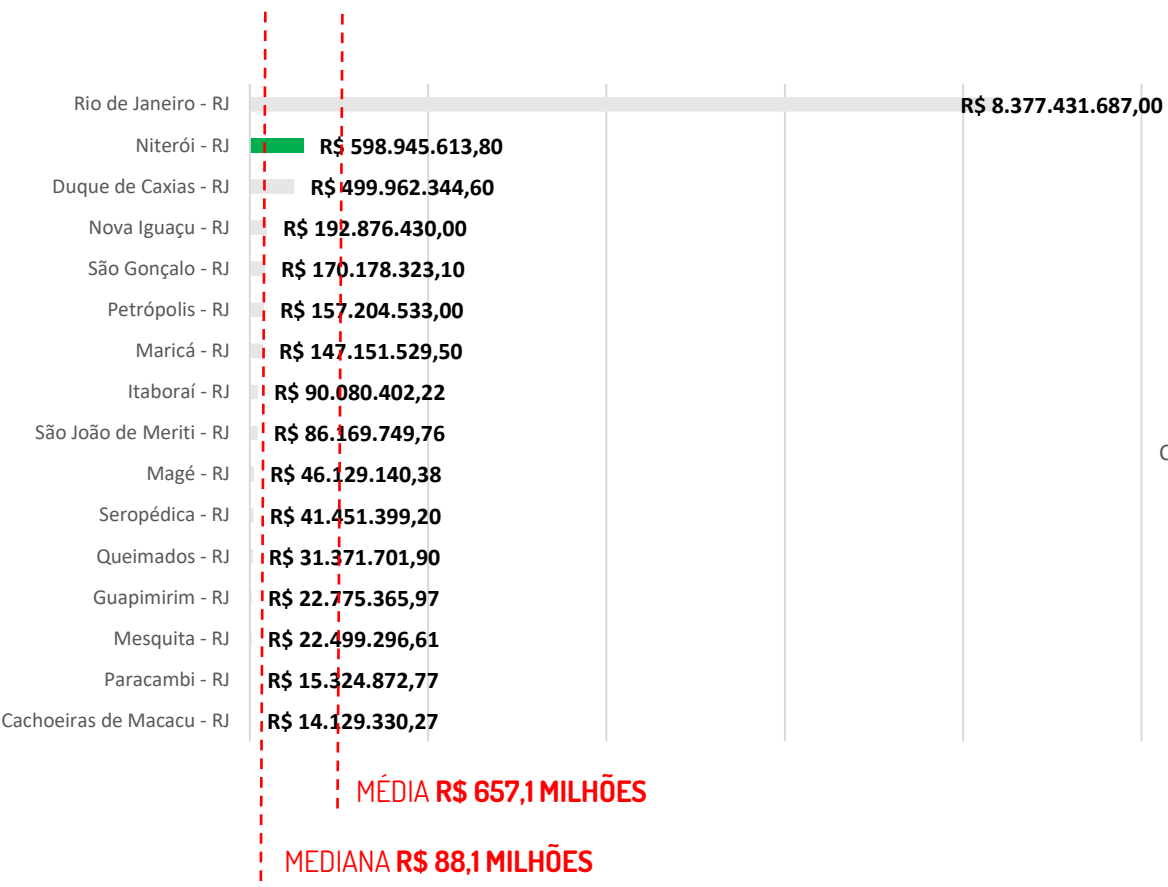 Rio de Janeiro - RJ R$ 8.377.431.687,00
Niterói - RJ R$ 598.945.613,80
Duque de Caxias - RJ R$ 499.962.344,60
Nova Iguaçu - RJ R$ 192.876.430,00
São Gonçalo - RJ R$ 170.178.323,10
Petrópolis - RJ R$ 157.204.533,00
Maricá - RJ R$ 147.151.529,50
Itaboraí - RJ R$ 90.080.402,22
São João de Meriti - RJ R$ 86.169.749,76
C
Magé - RJ R$ 46.129.140,38
Seropédica - RJ R$ 41.451.399,20
Queimados - RJ R$ 31.371.701,90
Guapimirim - RJ R$ 22.775.365,97
Mesquita - RJ R$ 22.499.296,61
Paracambi - RJ R$ 15.324.872,77
Cachoeiras de Macacu - RJ R$ 14.129.330,27
MÉDIA R$ 657,1 MILHÕES
MEDIANA R$ 88,1 MILHÕES